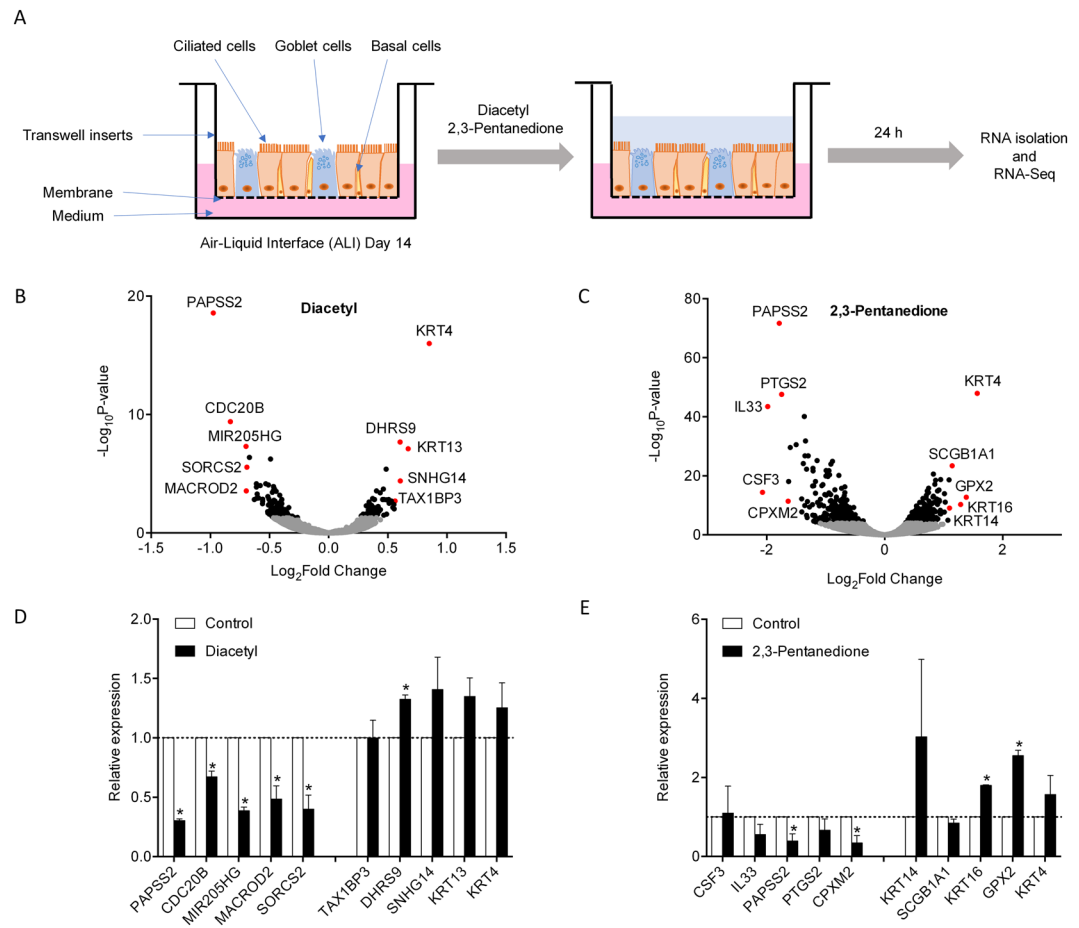 A
Ciliated cells
Goblet cells
Basal cells
Transwell inserts
Membrane
Medium
Air-Liquid Interface (ALI) Day 14
Diacetyl
2,3-Pentanedione
24 h
RNA isolation
and
RNA-Seq
B
Diacetyl
-Log10P-value
20
10
0
-1.5
-1.0
-0.5
0.0
0.5
1.0
1.5
Log2Fold Change
PAPSS2
KRT4
CDC20B
MIR205HG
SORCS2
MACROD2
DHRS9
KRT13
SNHG14
TAX1BP3
C
2,3-Pentanedione
-Log10P-value
80
60
40
20
0
-2
0
2
Log2Fold Change
PAPSS2
PTGS2
IL33
CSF3
CPXM2
KRT4
SCGB1A1
GPX2
KRT16
KRT14
D
Relative expression
2.0
1.5
1.0
0.5
0.0
Control
Diacetyl
* * * * * *
PAPSS2
CDC20B
MIR205HG
MACROD2
SORCS2
TAX1BP3
DHRS9
SNHG14
KRT13
KRT4
E
Relative expression
6
4
2
0
Control
2,3-Pentanedione
* * * *
CSF3
IL33
PAPSS2
PTGS2
CPXM2
KRT14
SCGB1A1
KRT16
GPX2
KRT4